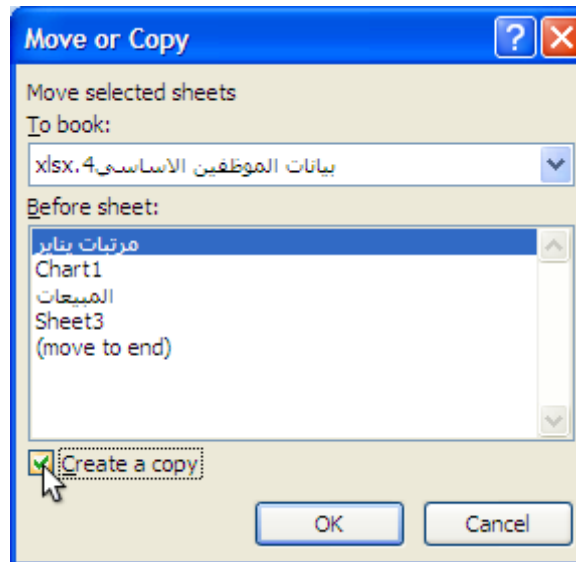 Move or Copy
Move selected sheets
To book:
بيانات الموظفين الاساسى4.xlsx
Before sheet:
مرتبات يناير
Chart1
المبيعات
Sheet3
(move to end)
Create a copy
OK
Cancel